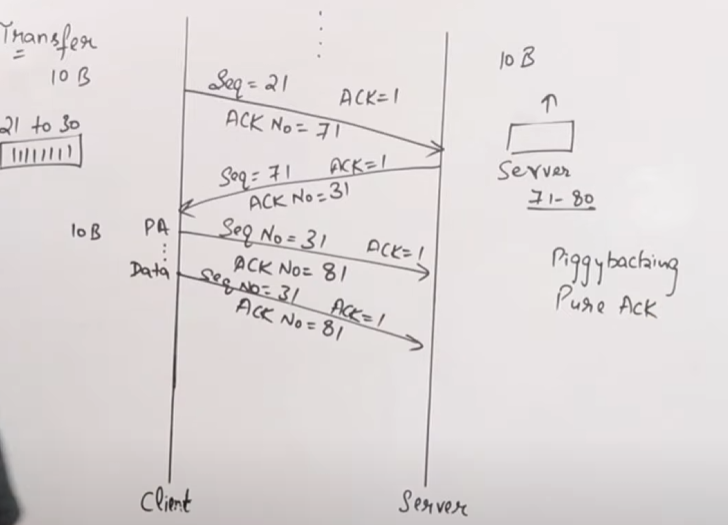 Transfer
10 B
21 to 30
Seq = 21 ACK=1
ACK No = 71
10 B
Server
71-80
Seq = 71 ACK=1
ACK No = 31
10B PA Seq No = 31 ACK=1
ACK No = 81
Data Seq No = 31 ACK=1
ACK No = 81
Piggybacking
Pure ACK
Client
Server